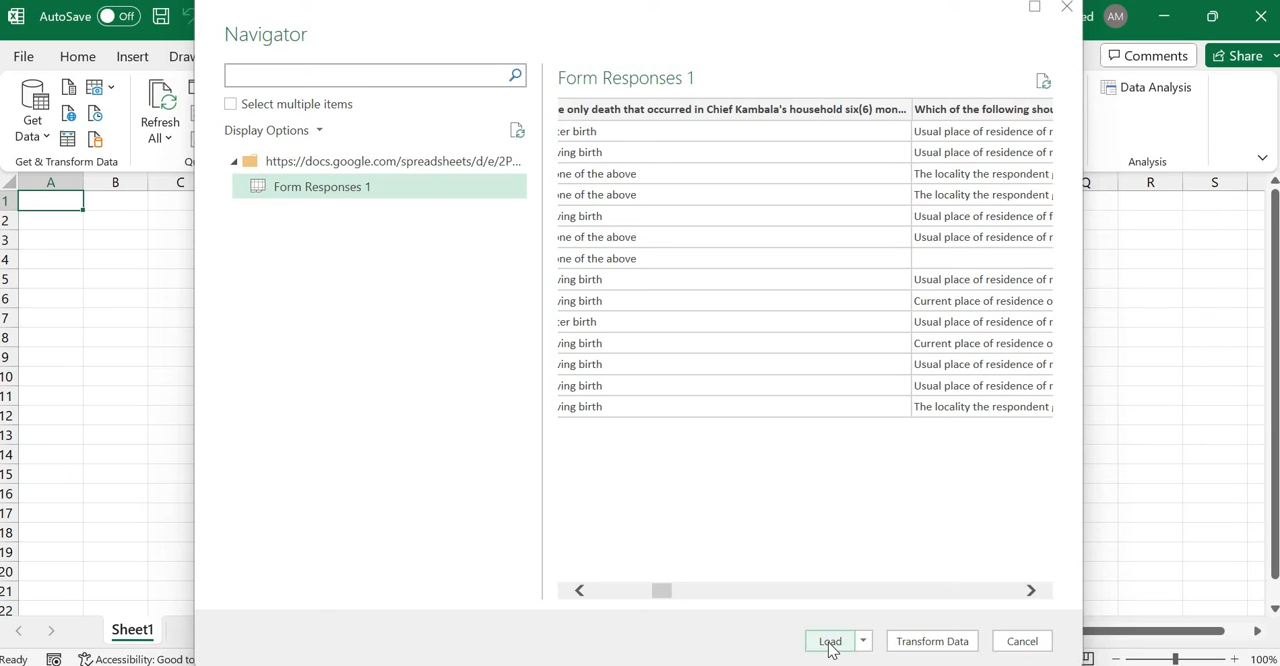 AutoSave Off
ed AM
File Home Insert Draw
Comments Share
Get
Data
Refresh
All
Data Analysis
Get & Transform Data
Analysis
Navigator
Select multiple items
Display Options
https://docs.google.com/spreadsheets/d/e/2P...
Form Responses 1
Form Responses 1
e only death that occurred in Chief Kambala's household six(6) mon... Which of the following shou
ter birth Usual place of residence of r
ving birth Usual place of residence of r
one of the above The locality the respondent
one of the above The locality the respondent
ving birth Usual place of residence of f
one of the above Usual place of residence of r
one of the above
ving birth Usual place of residence of r
ving birth Current place of residence o
ter birth Usual place of residence of r
ving birth Current place of residence o
ving birth Usual place of residence of r
ving birth Usual place of residence of r
ving birth The locality the respondent
Load Transform Data Cancel
A B C Q R S
1
2
3
4
5
6
7
8
9
10
11
12
13
14
15
16
17
18
19
20
21
22
Sheet1
Ready Accessibility: Good to 100%